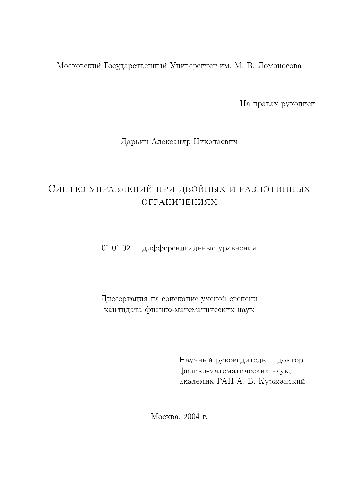 Московский Государственный Университет им. М. В. Ломоносова
На правах рукописи
Дарьин Александр Николаевич
Синтез управлений при двойных и разнотипных
ограничениях
01.01.02 — дифференциальные уравнения
Диссертация на соискание ученой степени
кандидата физико-математических наук
Научный руководитель — доктор
физико-математических наук,
академик РАН А. Б. Куржанский
Москва, 2004 г.